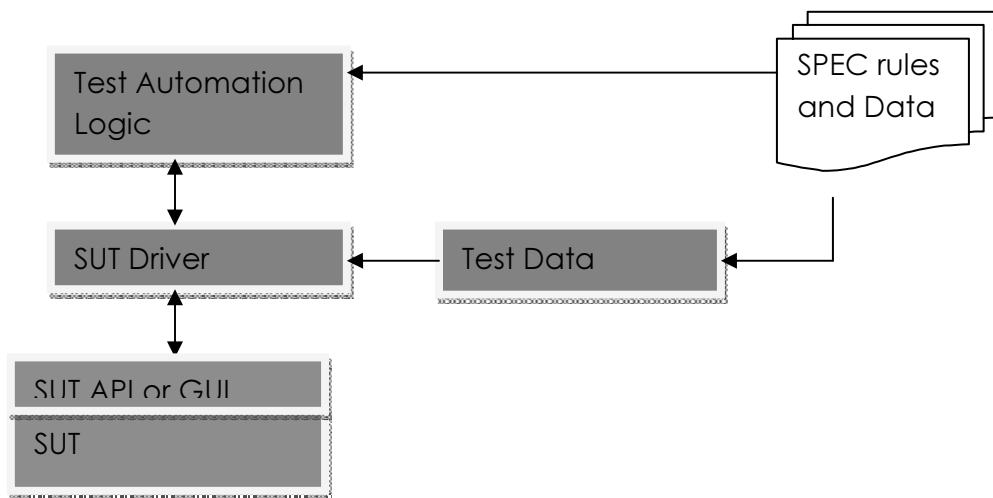 Test Automation
Logic
SPEC rules
and Data
SUT Driver
Test Data
SUT API or GUI
SUT